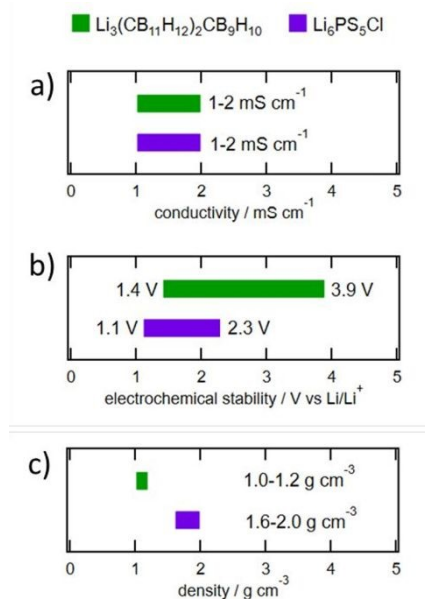 Li₃(CB₁₁H₁₂)₂CB₉H₁₀ Li₆PS₅Cl
a)
1-2 mS cm⁻¹
1-2 mS cm⁻¹
0 1 2 3 4 5
conductivity / mS cm⁻¹
b)
1.4 V 3.9 V
1.1 V 2.3 V
0 1 2 3 4 5
electrochemical stability / V vs Li/Li⁺
c)
1.0-1.2 g cm⁻³
1.6-2.0 g cm⁻³
0 1 2 3 4 5
density / g cm⁻³